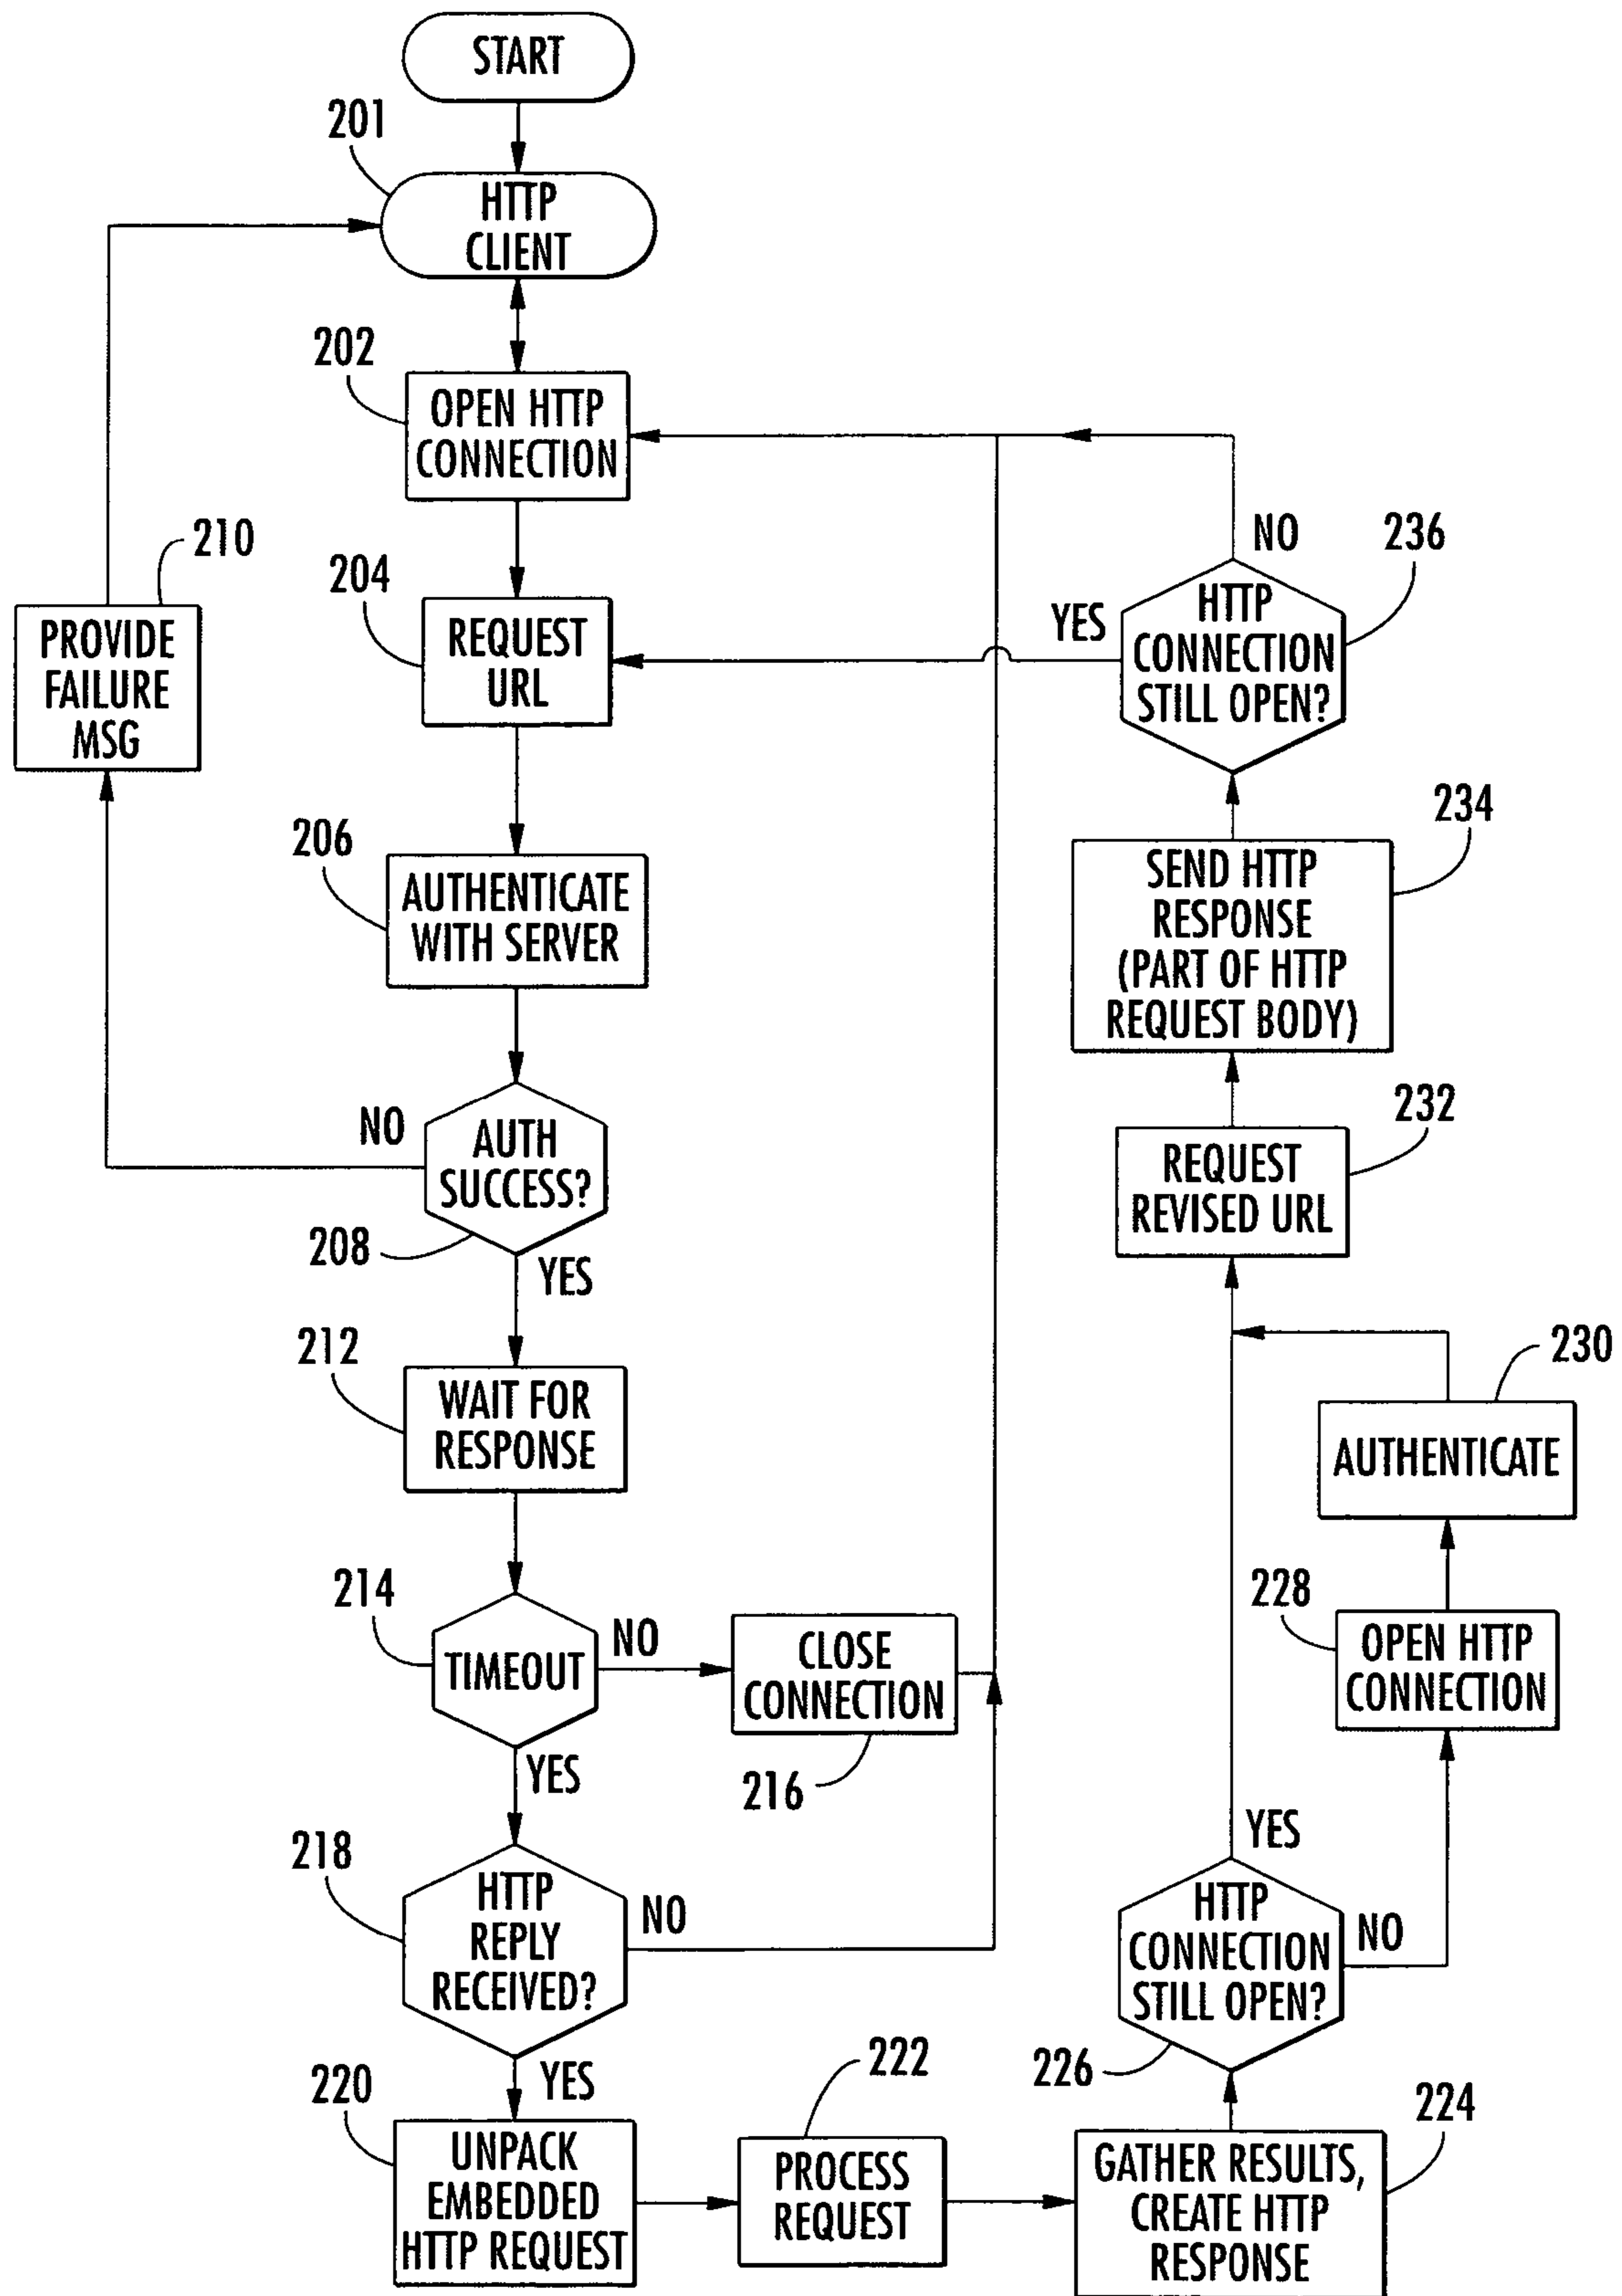 START
201
HTTP
CLIENT
202
OPEN HTTP
CONNECTION
210
PROVIDE
FAILURE
MSG
204
REQUEST
URL
206
AUTHENTICATE
WITH SERVER
NO
AUTH
SUCCESS?
208
YES
212
WAIT FOR
RESPONSE
214
TIMEOUT
NO
CLOSE
CONNECTION
216
YES
218
HTTP
REPLY
RECEIVED?
NO
YES
220
UNPACK
EMBEDDED
HTTP REQUEST
222
PROCESS
REQUEST
224
GATHER RESULTS,
CREATE HTTP
RESPONSE
226
HTTP
CONNECTION
STILL OPEN?
NO
YES
228
OPEN HTTP
CONNECTION
230
AUTHENTICATE
232
REQUEST
REVISED URL
234
SEND HTTP
RESPONSE
(PART OF HTTP
REQUEST BODY)
236
HTTP
CONNECTION
STILL OPEN?
YES
NO